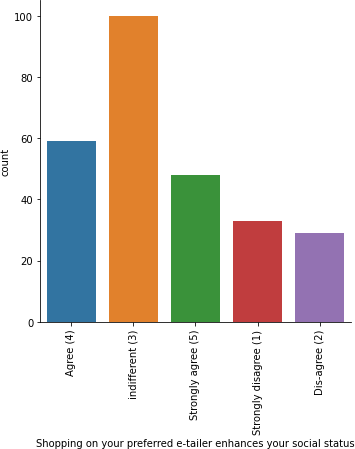 100
80
60
40
20
0
count
Agree (4)
indifferent (3)
Strongly agree (5)
Strongly disagree (1)
Dis-agree (2)
Shopping on your preferred e-tailer enhances your social status